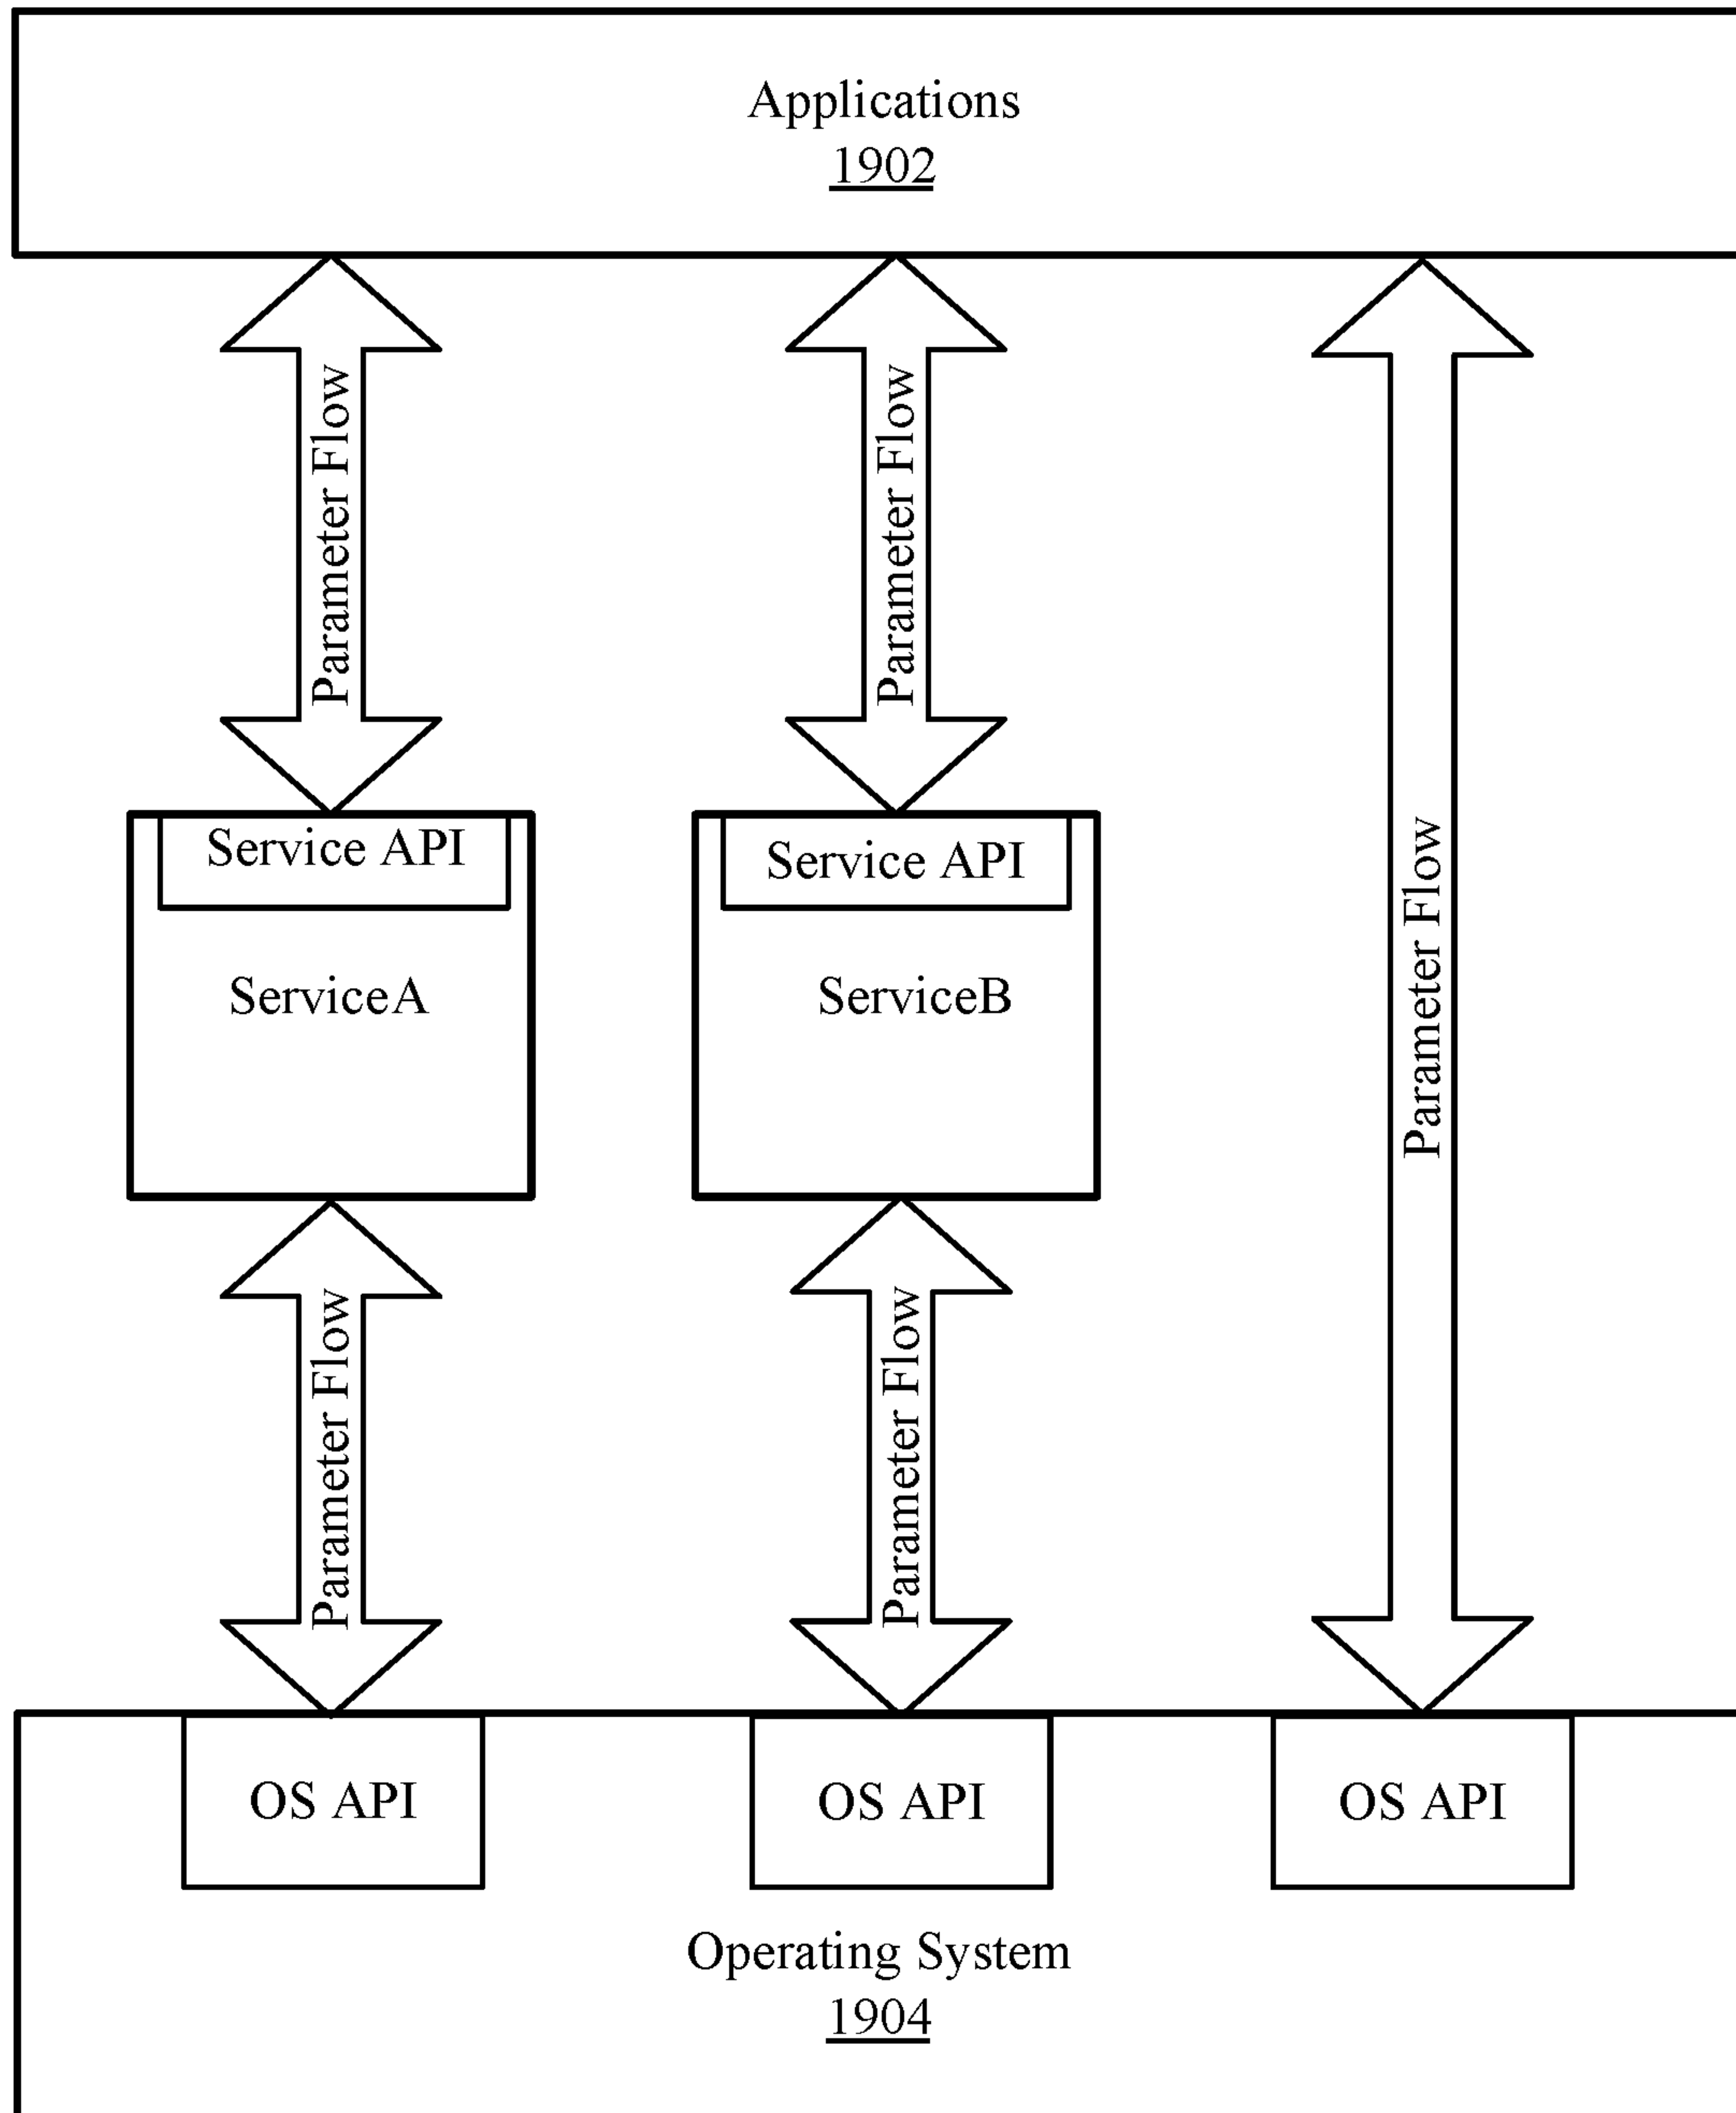 Applications
1902
Parameter Flow
Parameter Flow
Parameter Flow
Service API
Service API
ServiceA
ServiceB
Parameter Flow
Parameter Flow
OS API
OS API
OS API
Operating System
1904